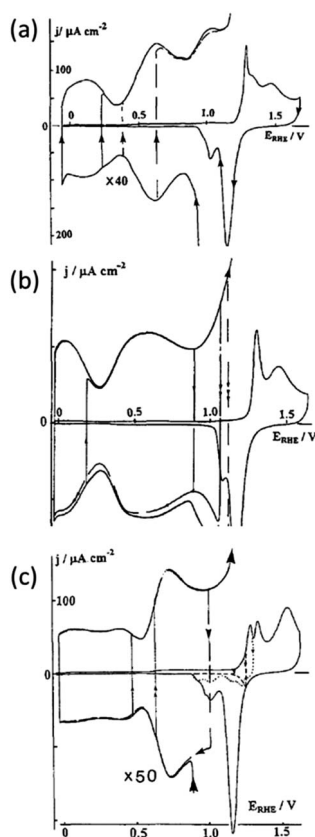 (a)
j/ μA cm⁻²
100
0
0
0.5
1.0
1.5
E_RHE / V
X 40
200
(b)
j / μA cm⁻²
0
0
0.5
1.0
1.5
E_RHE / V
(c)
j / μA cm⁻²
100
0
X50
E_RHE / V
0
0.5
1.0
1.5